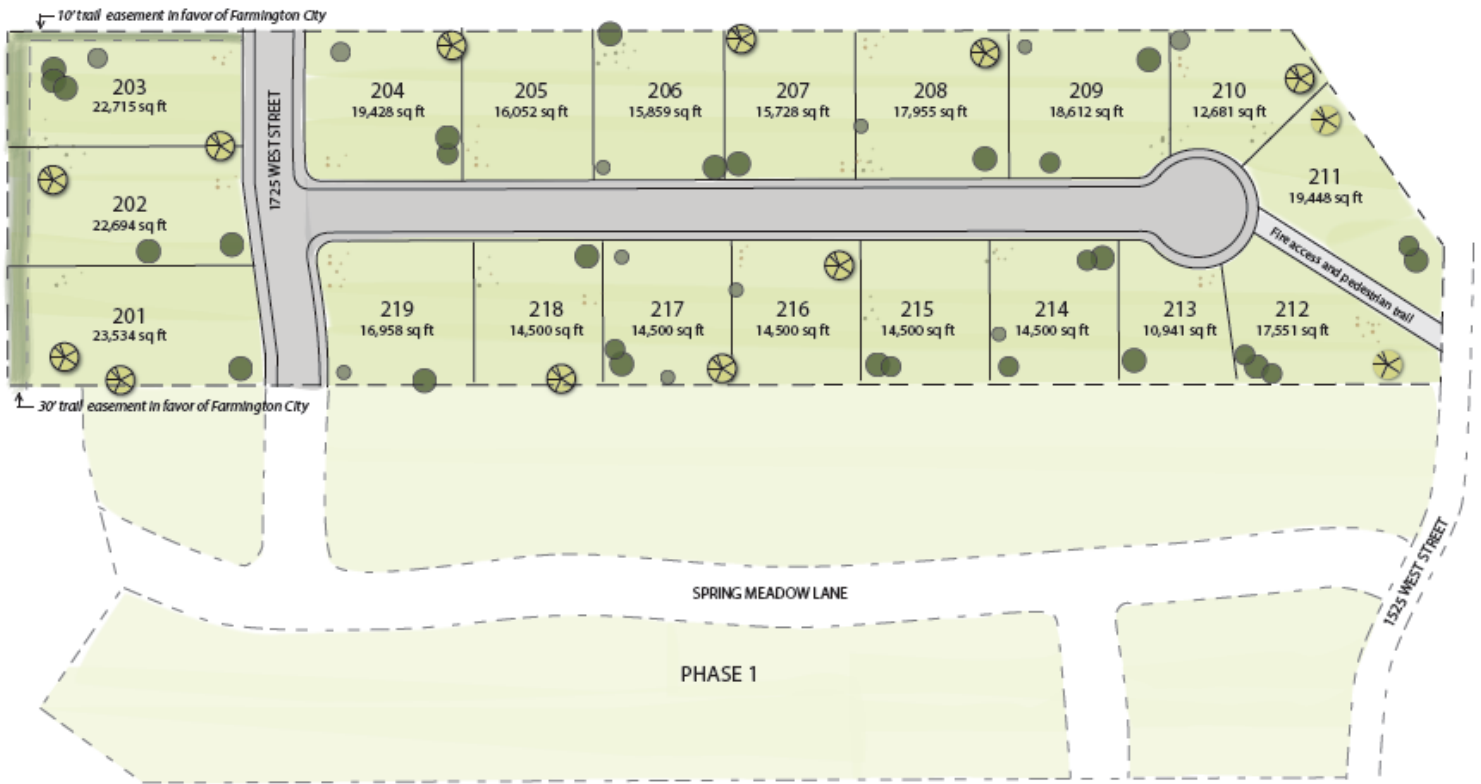 10' trail easement in favor of Farmington City
203
22,715 sq ft
202
22,694 sq ft
201
23,534 sq ft
30' trail easement in favor of Farmington City
1725 WEST STREET
204
19,428 sq ft
205
16,052 sq ft
206
15,859 sq ft
207
15,728 sq ft
208
17,955 sq ft
209
18,612 sq ft
210
12,681 sq ft
211
19,448 sq ft
Fire access and pedestrian trail
219
16,958 sq ft
218
14,500 sq ft
217
14,500 sq ft
216
14,500 sq ft
215
14,500 sq ft
214
14,500 sq ft
213
10,941 sq ft
212
17,551 sq ft
SPRING MEADOW LANE
1525 WEST STREET
PHASE 1